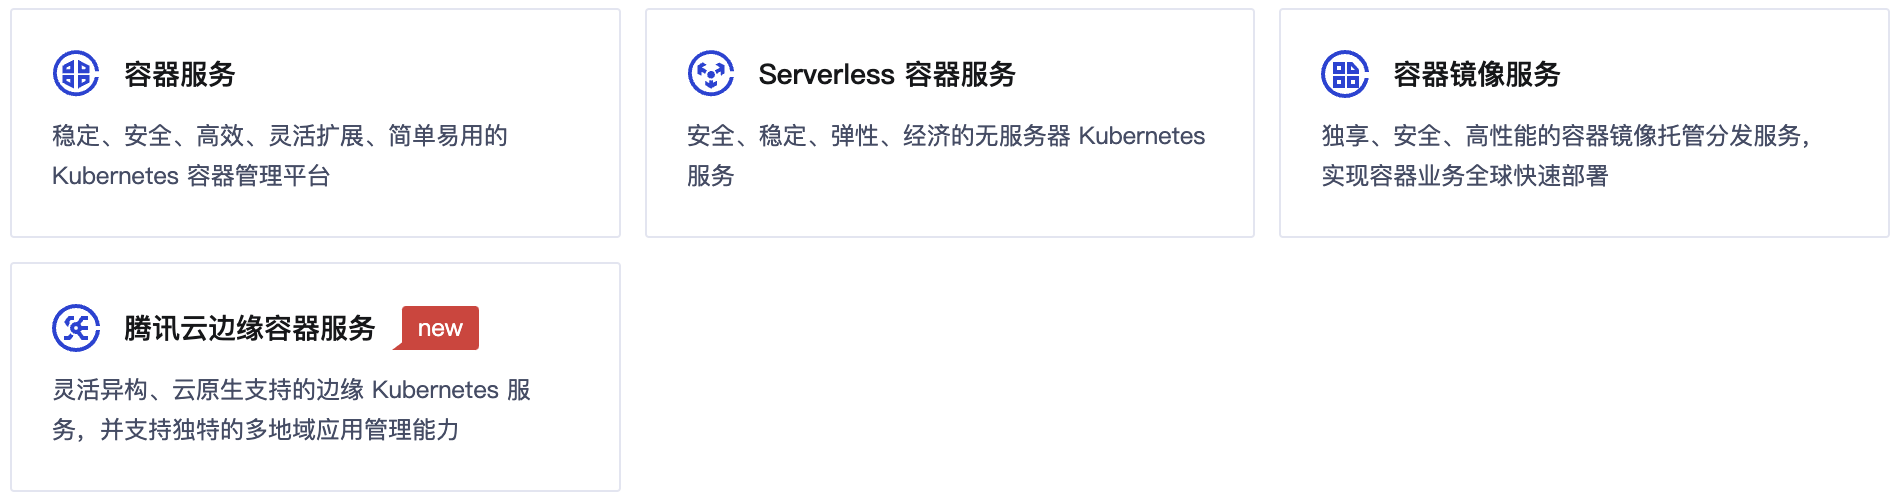 容器服务
稳定、安全、高效、灵活扩展、简单易用的
Kubernetes 容器管理平台
Serverless 容器服务
安全、稳定、弹性、经济的无服务器 Kubernetes
服务
容器镜像服务
独享、安全、高性能的容器镜像托管分发服务，
实现容器业务全球快速部署
腾讯云边缘容器服务 new
灵活异构、云原生支持的边缘 Kubernetes 服
务，并支持独特的多地域应用管理能力